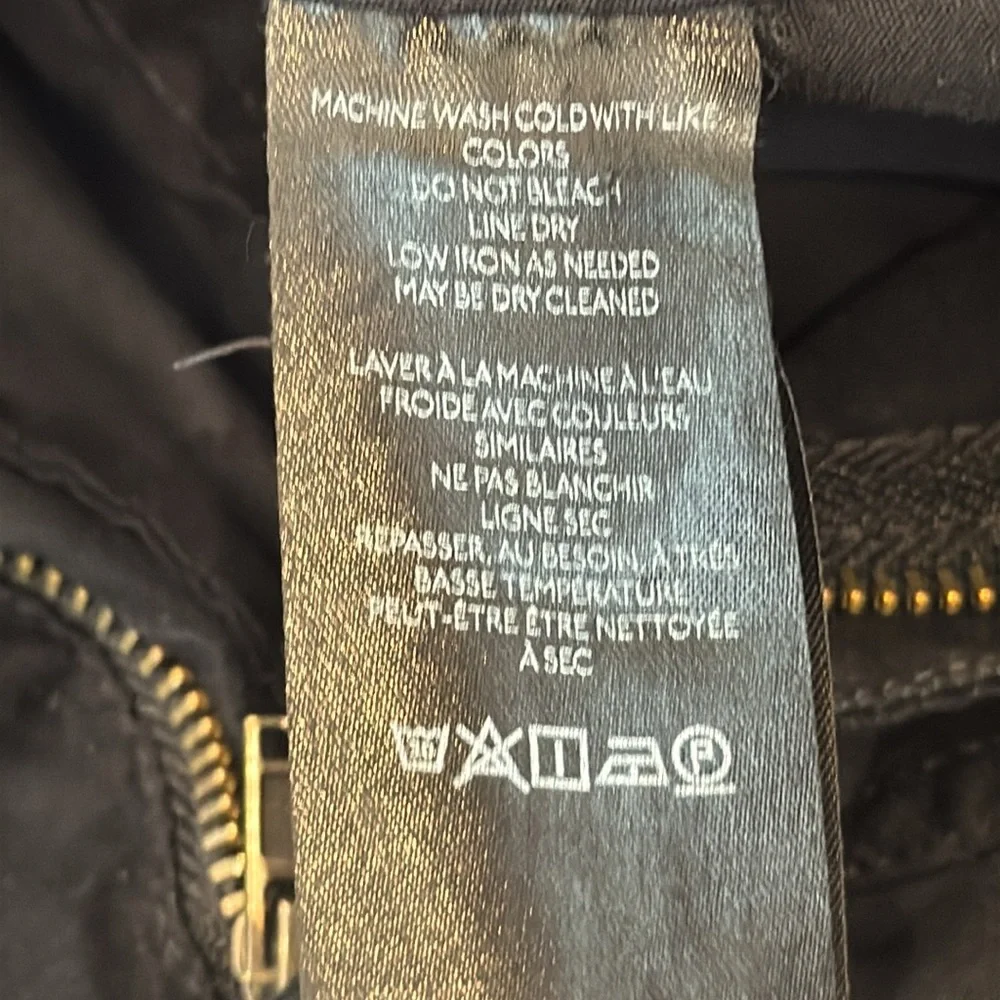 MACHINE WASH COLD WITH LIKE
COLORS
DO NOT BLEACH
LINE DRY
LOW IRON AS NEEDED
MAY BE DRY CLEANED
LAVER À LA MACHINE À L'EAU
FROIDE AVEC COULEURS
SIMILAIRES
NE PAS BLANCHIR
LIGNE SEC
REPASSER, AU BESOIN, À TRÈS
BASSE TEMPÉRATURE
PEUT-ÊTRE ÊTRE NETTOYÉE
À SEC
30
P